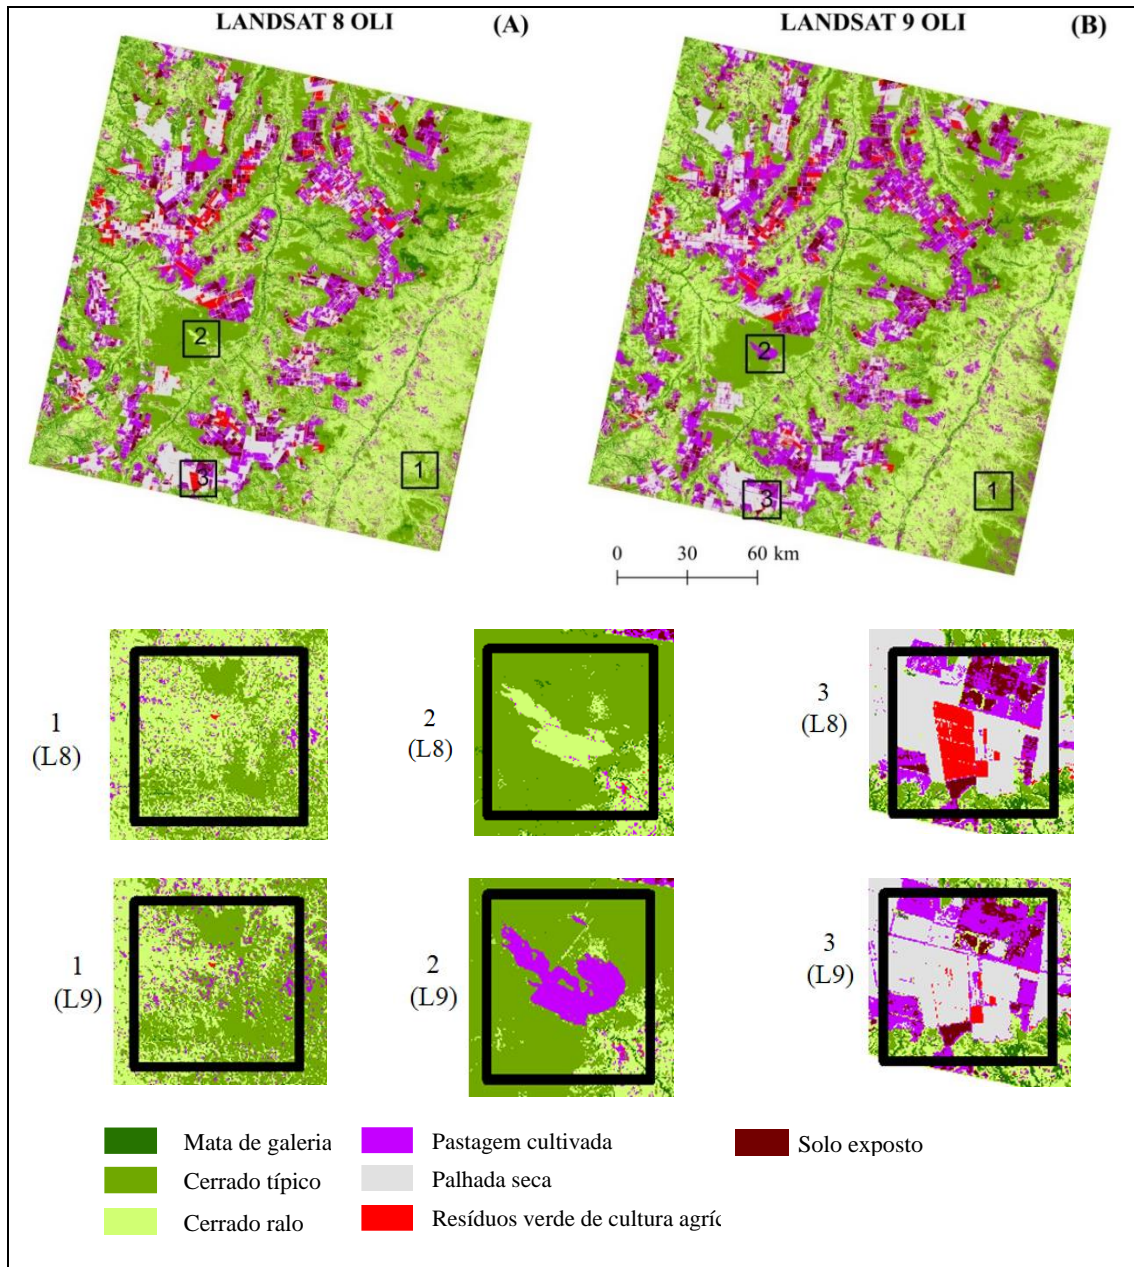 LANDSAT 8 OLI (A)
LANDSAT 9 OLI (B)
2
3
1
2
3
1
0 30 60 km
1
(L8)
2
(L8)
3
(L8)
1
(L9)
2
(L9)
3
(L9)
Mata de galeria
Cerrado típico
Cerrado ralo
Pastagem cultivada
Palhada seca
Resíduos verde de cultura agríc
Solo exposto